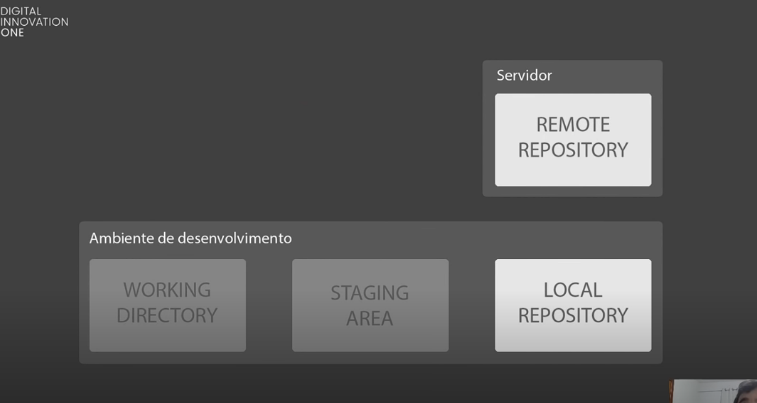 DIGITAL
INNOVATION
ONE
Servidor
REMOTE
REPOSITORY
Ambiente de desenvolvimento
WORKING
DIRECTORY
STAGING
AREA
LOCAL
REPOSITORY